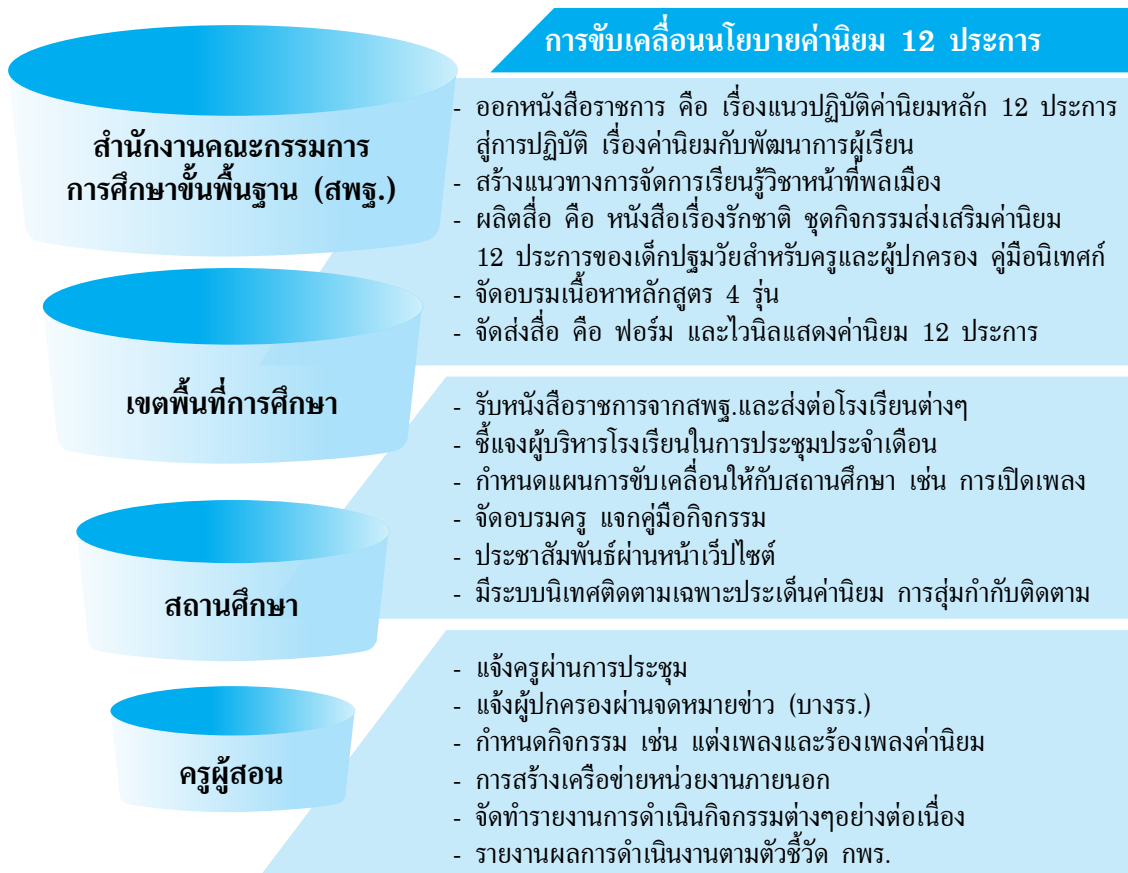 การขับเคลื่อนนโยบายค่านิยม 12 ประการ
สำนักงานคณะกรรมการ
การศึกษาขั้นพื้นฐาน (สพฐ.)
- ออกหนังสือราชการ คือ เรื่องแนวปฏิบัติค่านิยมหลัก 12 ประการ
สู่การปฏิบัติ เรื่องค่านิยมกับพัฒนาการผู้เรียน
- สร้างแนวทางการจัดการเรียนรู้วิชาหน้าที่พลเมือง
- ผลิตสื่อ คือ หนังสือเรื่องรักชาติ ชุดกิจกรรมส่งเสริมค่านิยม
12 ประการของเด็กปฐมวัยสำหรับครูและผู้ปกครอง คู่มือนิเทศก์
- จัดอบรมเนื้อหาหลักสูตร 4 รุ่น
- จัดส่งสื่อ คือ ฟอร์ม และไวนิลแสดงค่านิยม 12 ประการ
เขตพื้นที่การศึกษา
- รับหนังสือราชการจากสพฐ.และส่งต่อโรงเรียนต่างๆ
- ชี้แจงผู้บริหารโรงเรียนในการประชุมประจำเดือน
- กำหนดแผนการขับเคลื่อนให้กับสถานศึกษา เช่น การเปิดเพลง
- จัดอบรมครู แจกคู่มือกิจกรรม
- ประชาสัมพันธ์ผ่านหน้าเว็ปไซต์
- มีระบบนิเทศติดตามเฉพาะประเด็นค่านิยม การสุ่มกำกับติดตาม
สถานศึกษา
- แจ้งครูผ่านการประชุม
- แจ้งผู้ปกครองผ่านจดหมายข่าว (บางรร.)
- กำหนดกิจกรรม เช่น แต่งเพลงและร้องเพลงค่านิยม
- การสร้างเครือข่ายหน่วยงานภายนอก
- จัดทำรายงานการดำเนินกิจกรรมต่างๆอย่างต่อเนื่อง
- รายงานผลการดำเนินงานตามตัวชี้วัด กพร.
ครูผู้สอน